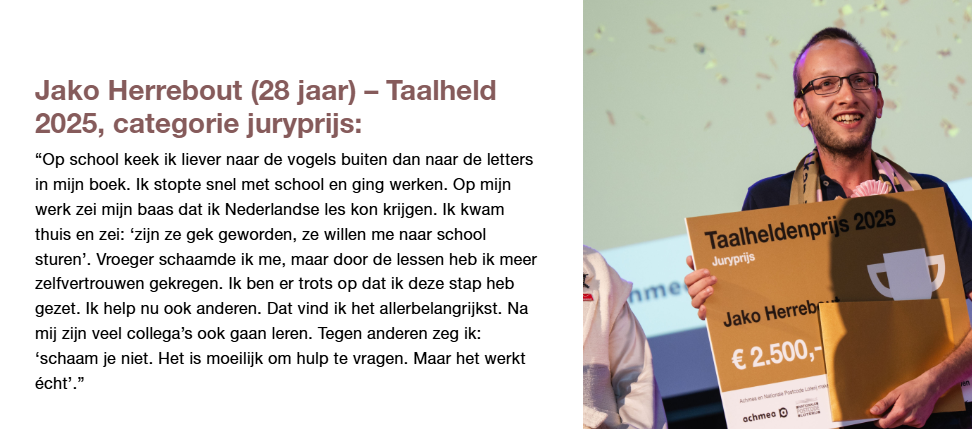 Jako Herrebout (28 jaar) – Taalheld
2025, categorie juryprijs:
“Op school keek ik liever naar de vogels buiten dan naar de letters
in mijn boek. Ik stopte snel met school en ging werken. Op mijn
werk zei mijn baas dat ik Nederlandse les kon krijgen. Ik kwam
thuis en zei: ‘zijn ze gek geworden, ze willen me naar school
sturen’. Vroeger schaamde ik me, maar door de lessen heb ik meer
zelfvertrouwen gekregen. Ik ben er trots op dat ik deze stap heb
gezet. Ik help nu ook anderen. Dat vind ik het allerbelangrijkst. Na
mij zijn veel collega’s ook gaan leren. Tegen anderen zeg ik:
‘schaam je niet. Het is moeilijk om hulp te vragen. Maar het werkt
écht’.”
Taalheldenprijs 2025
Juryprijs
Jako Herrebout
€ 2.500,-
Achmea en Nationale Postcode Loterij
achmea